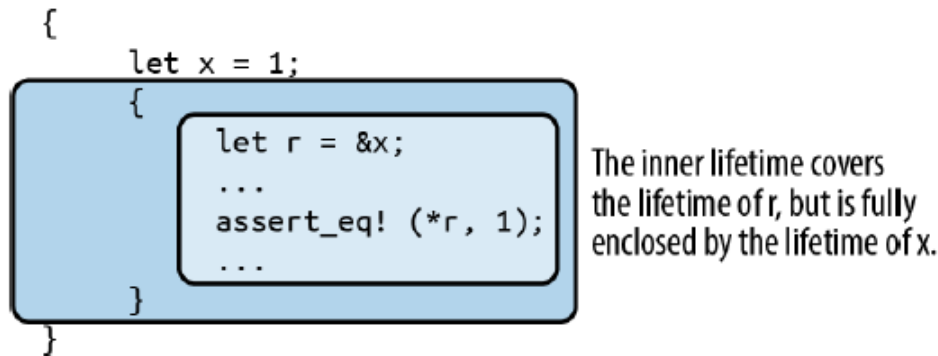 {
let x = 1;
{
let r = &x;
...
assert_eq! (*r, 1);
...
}
}
The inner lifetime covers
the lifetime of r, but is fully
enclosed by the lifetime of x.